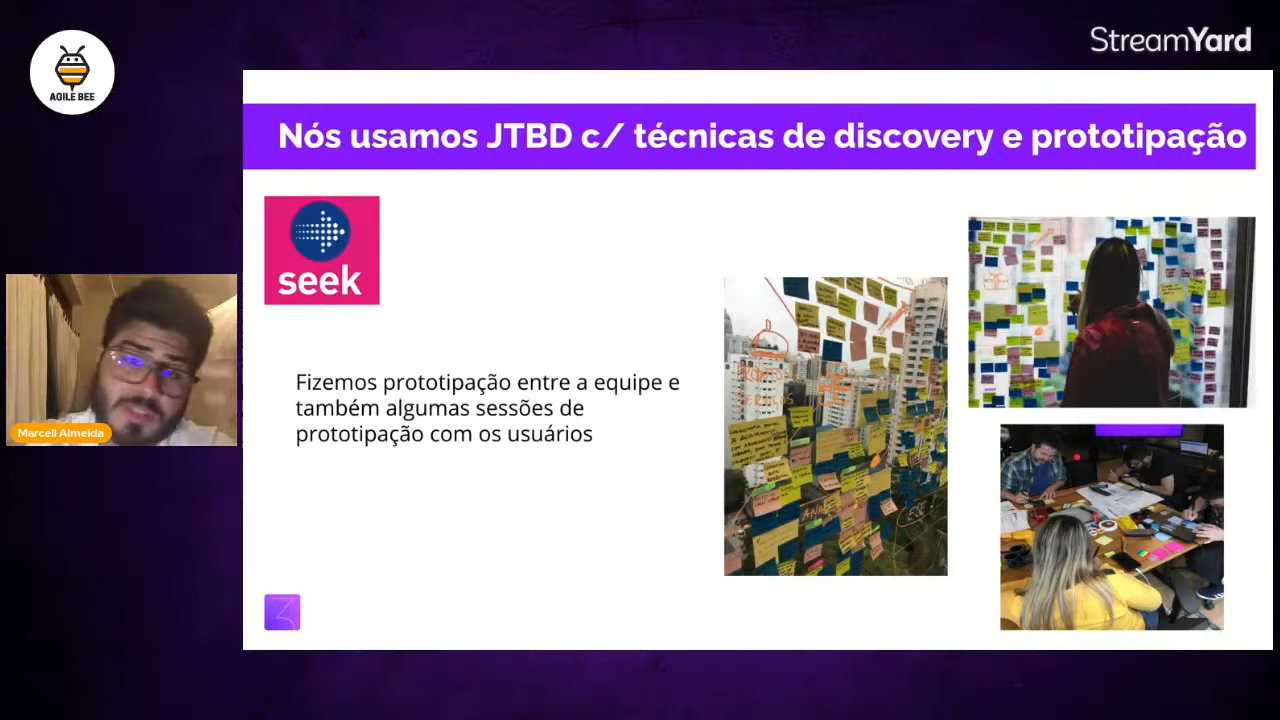 AGILE BEE
StreamYard
Nós usamos JTBD c/ técnicas de discovery e prototipação
seek
Fizemos prototipação entre a equipe e
também algumas sessões de
prototipação com os usuários
Marcell Almeida